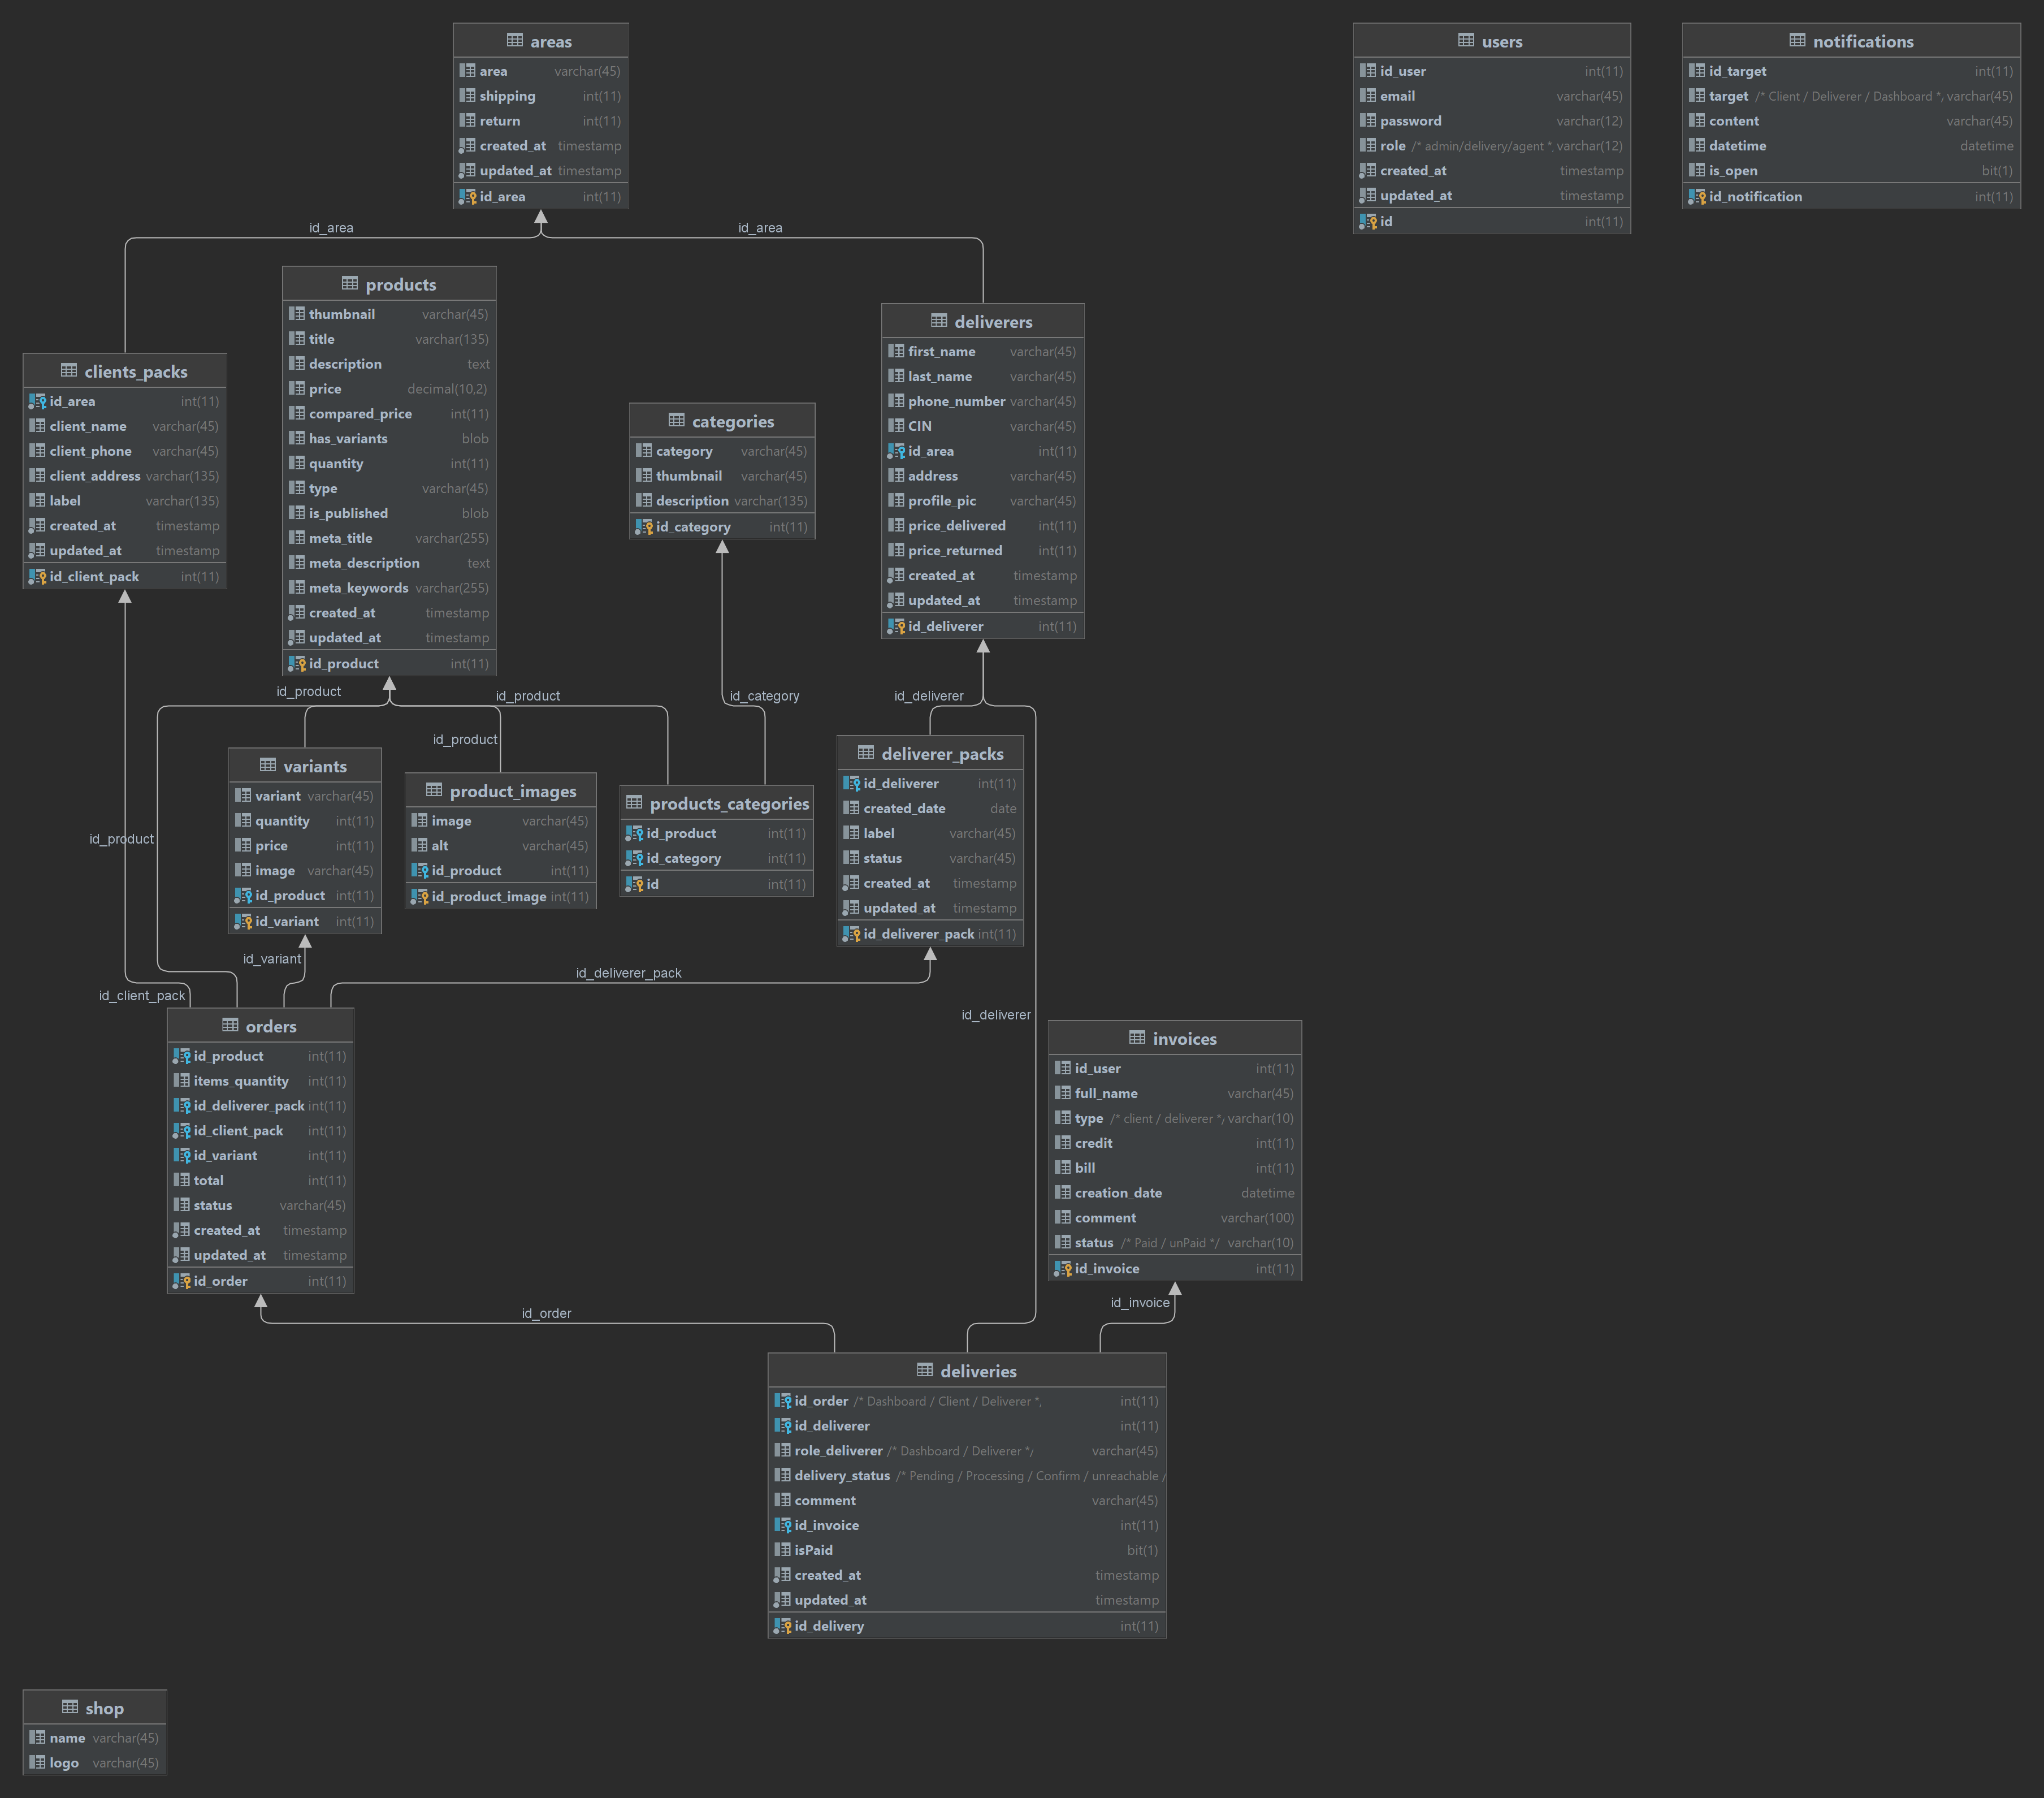 areas
area varchar(45)
shipping int(11)
return int(11)
created_at timestamp
updated_at timestamp
id_area int(11)
users
id_user int(11)
email varchar(45)
password varchar(12)
role /* admin/delivery/agent *, varchar(12)
created_at timestamp
updated_at timestamp
id int(11)
notifications
id_target int(11)
target /* Client / Deliverer / Dashboard *, varchar(45)
content varchar(45)
datetime datetime
is_open bit(1)
id_notification int(11)
id_area
id_area
products
thumbnail varchar(45)
title varchar(135)
description text
price decimal(10,2)
compared_price int(11)
has_variants blob
quantity int(11)
type varchar(45)
is_published blob
meta_title varchar(255)
meta_description text
meta_keywords varchar(255)
created_at timestamp
updated_at timestamp
id_product int(11)
deliverers
first_name varchar(45)
last_name varchar(45)
phone_number varchar(45)
CIN varchar(45)
id_area int(11)
address varchar(45)
profile_pic varchar(45)
price_delivered int(11)
price_returned int(11)
created_at timestamp
updated_at timestamp
id_deliverer int(11)
clients_packs
id_area int(11)
client_name varchar(45)
client_phone varchar(45)
client_address varchar(135)
label varchar(135)
created_at timestamp
updated_at timestamp
id_client_pack int(11)
categories
category varchar(45)
thumbnail varchar(45)
description varchar(135)
id_category int(11)
id_product
id_product
id_category
id_deliverer
id_product
variants
variant varchar(45)
quantity int(11)
price int(11)
image varchar(45)
id_product int(11)
id_variant int(11)
product_images
image varchar(45)
alt varchar(45)
id_product int(11)
id_product_image int(11)
products_categories
id_product int(11)
id_category int(11)
id int(11)
deliverer_packs
id_deliverer int(11)
created_date date
label varchar(45)
status varchar(45)
created_at timestamp
updated_at timestamp
id_deliverer_pack int(11)
id_product
id_variant
id_deliverer_pack
id_client_pack
id_deliverer
orders
id_product int(11)
items_quantity int(11)
id_deliverer_pack int(11)
id_client_pack int(11)
id_variant int(11)
total int(11)
status varchar(45)
created_at timestamp
updated_at timestamp
id_order int(11)
invoices
id_user int(11)
full_name varchar(45)
type /* client / deliverer */ varchar(10)
credit int(11)
bill int(11)
creation_date datetime
comment varchar(100)
status /* Paid / unPaid */ varchar(10)
id_invoice int(11)
id_order
id_invoice
deliveries
id_order /* Dashboard / Client / Deliverer *, int(11)
id_deliverer int(11)
role_deliverer /* Dashboard / Deliverer */ varchar(45)
delivery_status /* Pending / Processing / Confirm / unreachable /
comment varchar(45)
id_invoice int(11)
isPaid bit(1)
created_at timestamp
updated_at timestamp
id_delivery int(11)
shop
name varchar(45)
logo varchar(45)